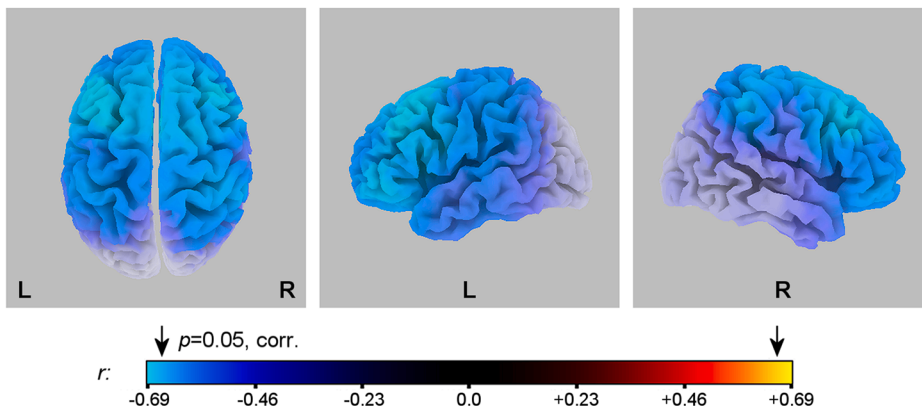 L
R
L
R
p=0.05, corr.
r:
-0.69
-0.46
-0.23
0.0
+0.23
+0.46
+0.69